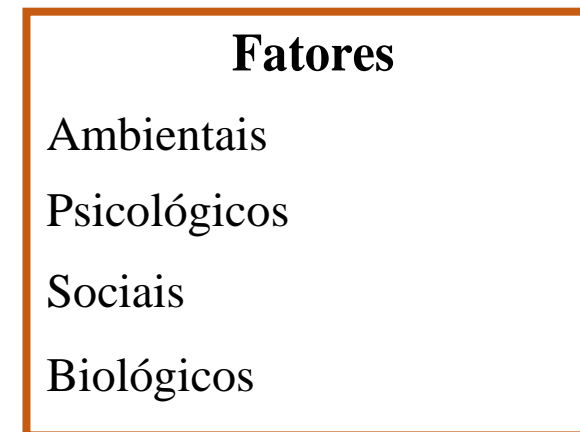 Fatores
Ambientais
Psicológicos
Sociais
Biológicos